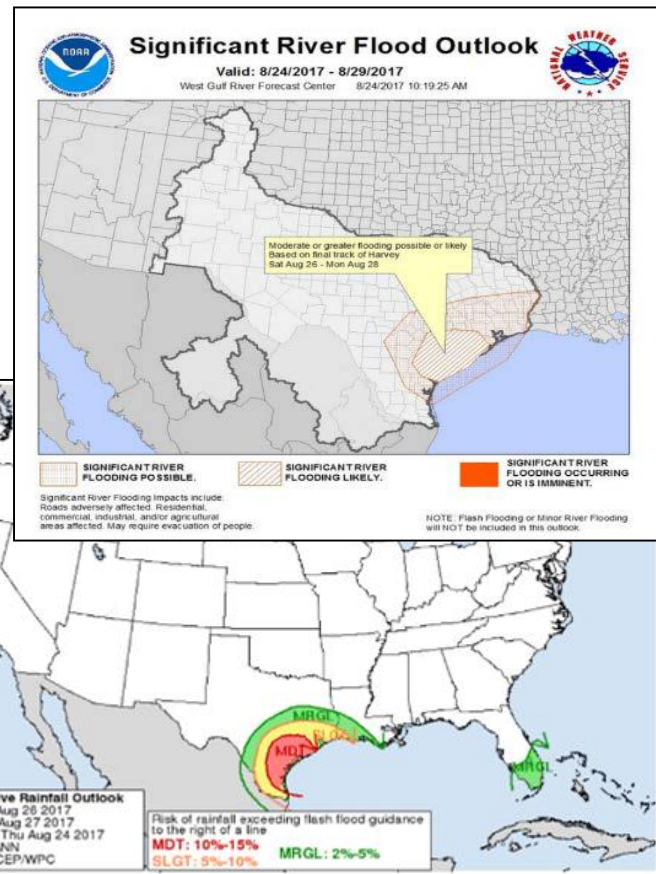 NOAA
Significant River Flood Outlook
Valid: 8/24/2017 - 8/29/2017
West Gulf River Forecast Center 8/24/2017 10:19:25 AM
NATIONAL WEATHER SERVICE
Moderate or greater flooding possible or likely
Based on final track of Harvey
Sat Aug 26 - Mon Aug 28
SIGNIFICANT RIVER
FLOODING POSSIBLE.
SIGNIFICANT RIVER
FLOODING LIKELY.
SIGNIFICANT RIVER
FLOODING OCCURRING
OR IS IMMINENT.
Significant River Flooding Impacts include:
Roads adversely affected. Residential,
commercial, industrial, and/or agricultural
areas affected. May require evacuation of people.
NOTE: Flash Flooding or Minor River Flooding
will NOT be included in this outlook.
MRGL
SLGT
MDT
MRGL
ve Rainfall Outlook
Aug 26 2017
Aug 27 2017
Thu Aug 24 2017
NN
CEP/WPC
Risk of rainfall exceeding flash flood guidance
to the right of a line
MDT: 10%-15%
SLGT: 5%-10%
MRGL: 2%-5%